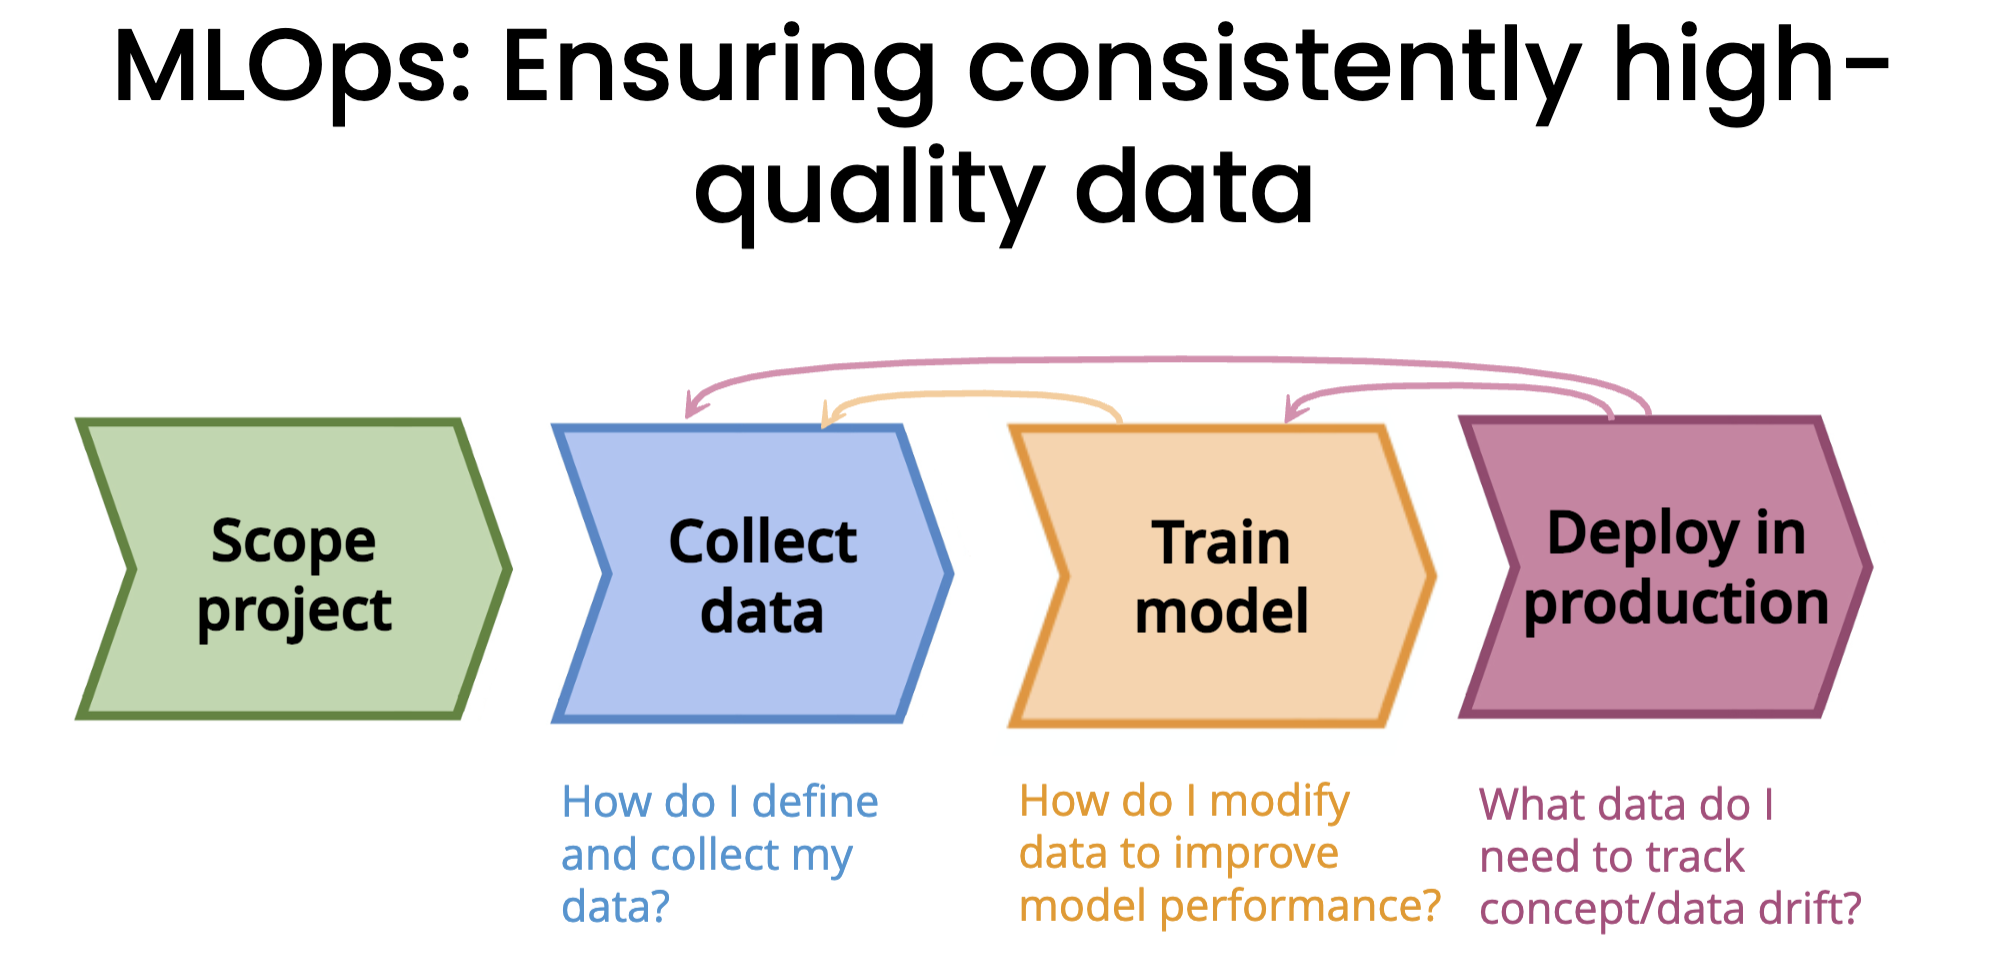 MLOps: Ensuring consistently high-
quality data
Scope
project
Collect
data
Train
model
Deploy in
production
How do I define
and collect my
data?
How do I modify
data to improve
model performance?
What data do I
need to track
concept/data drift?